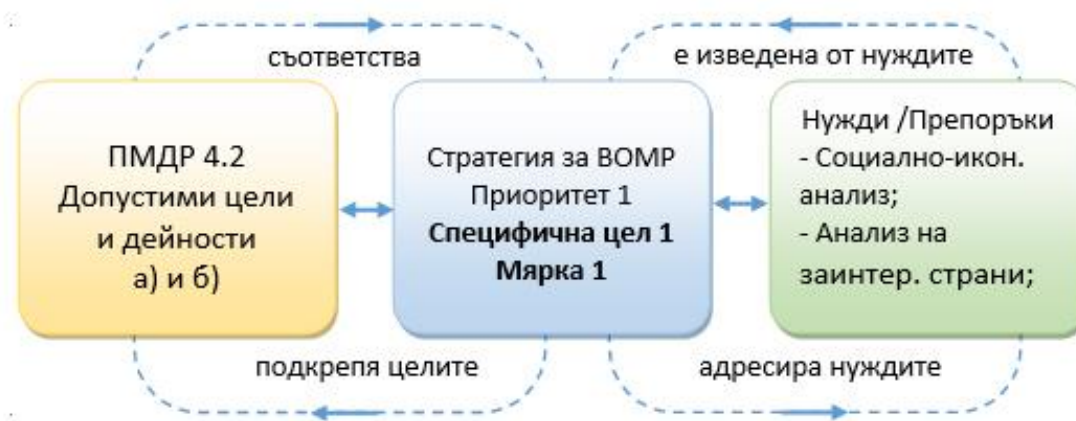 съответства
е изведена от нуждите
ПМДР 4.2
Допустими цели
и дейности
а) и б)
Стратегия за ВОМР
Приоритет 1
Специфична цел 1
Мярка 1
Нужди /Препоръки
- Социално-икон.
анализ;
- Анализ на
заинтер. страни;
подкрепя целите
адресира нуждите